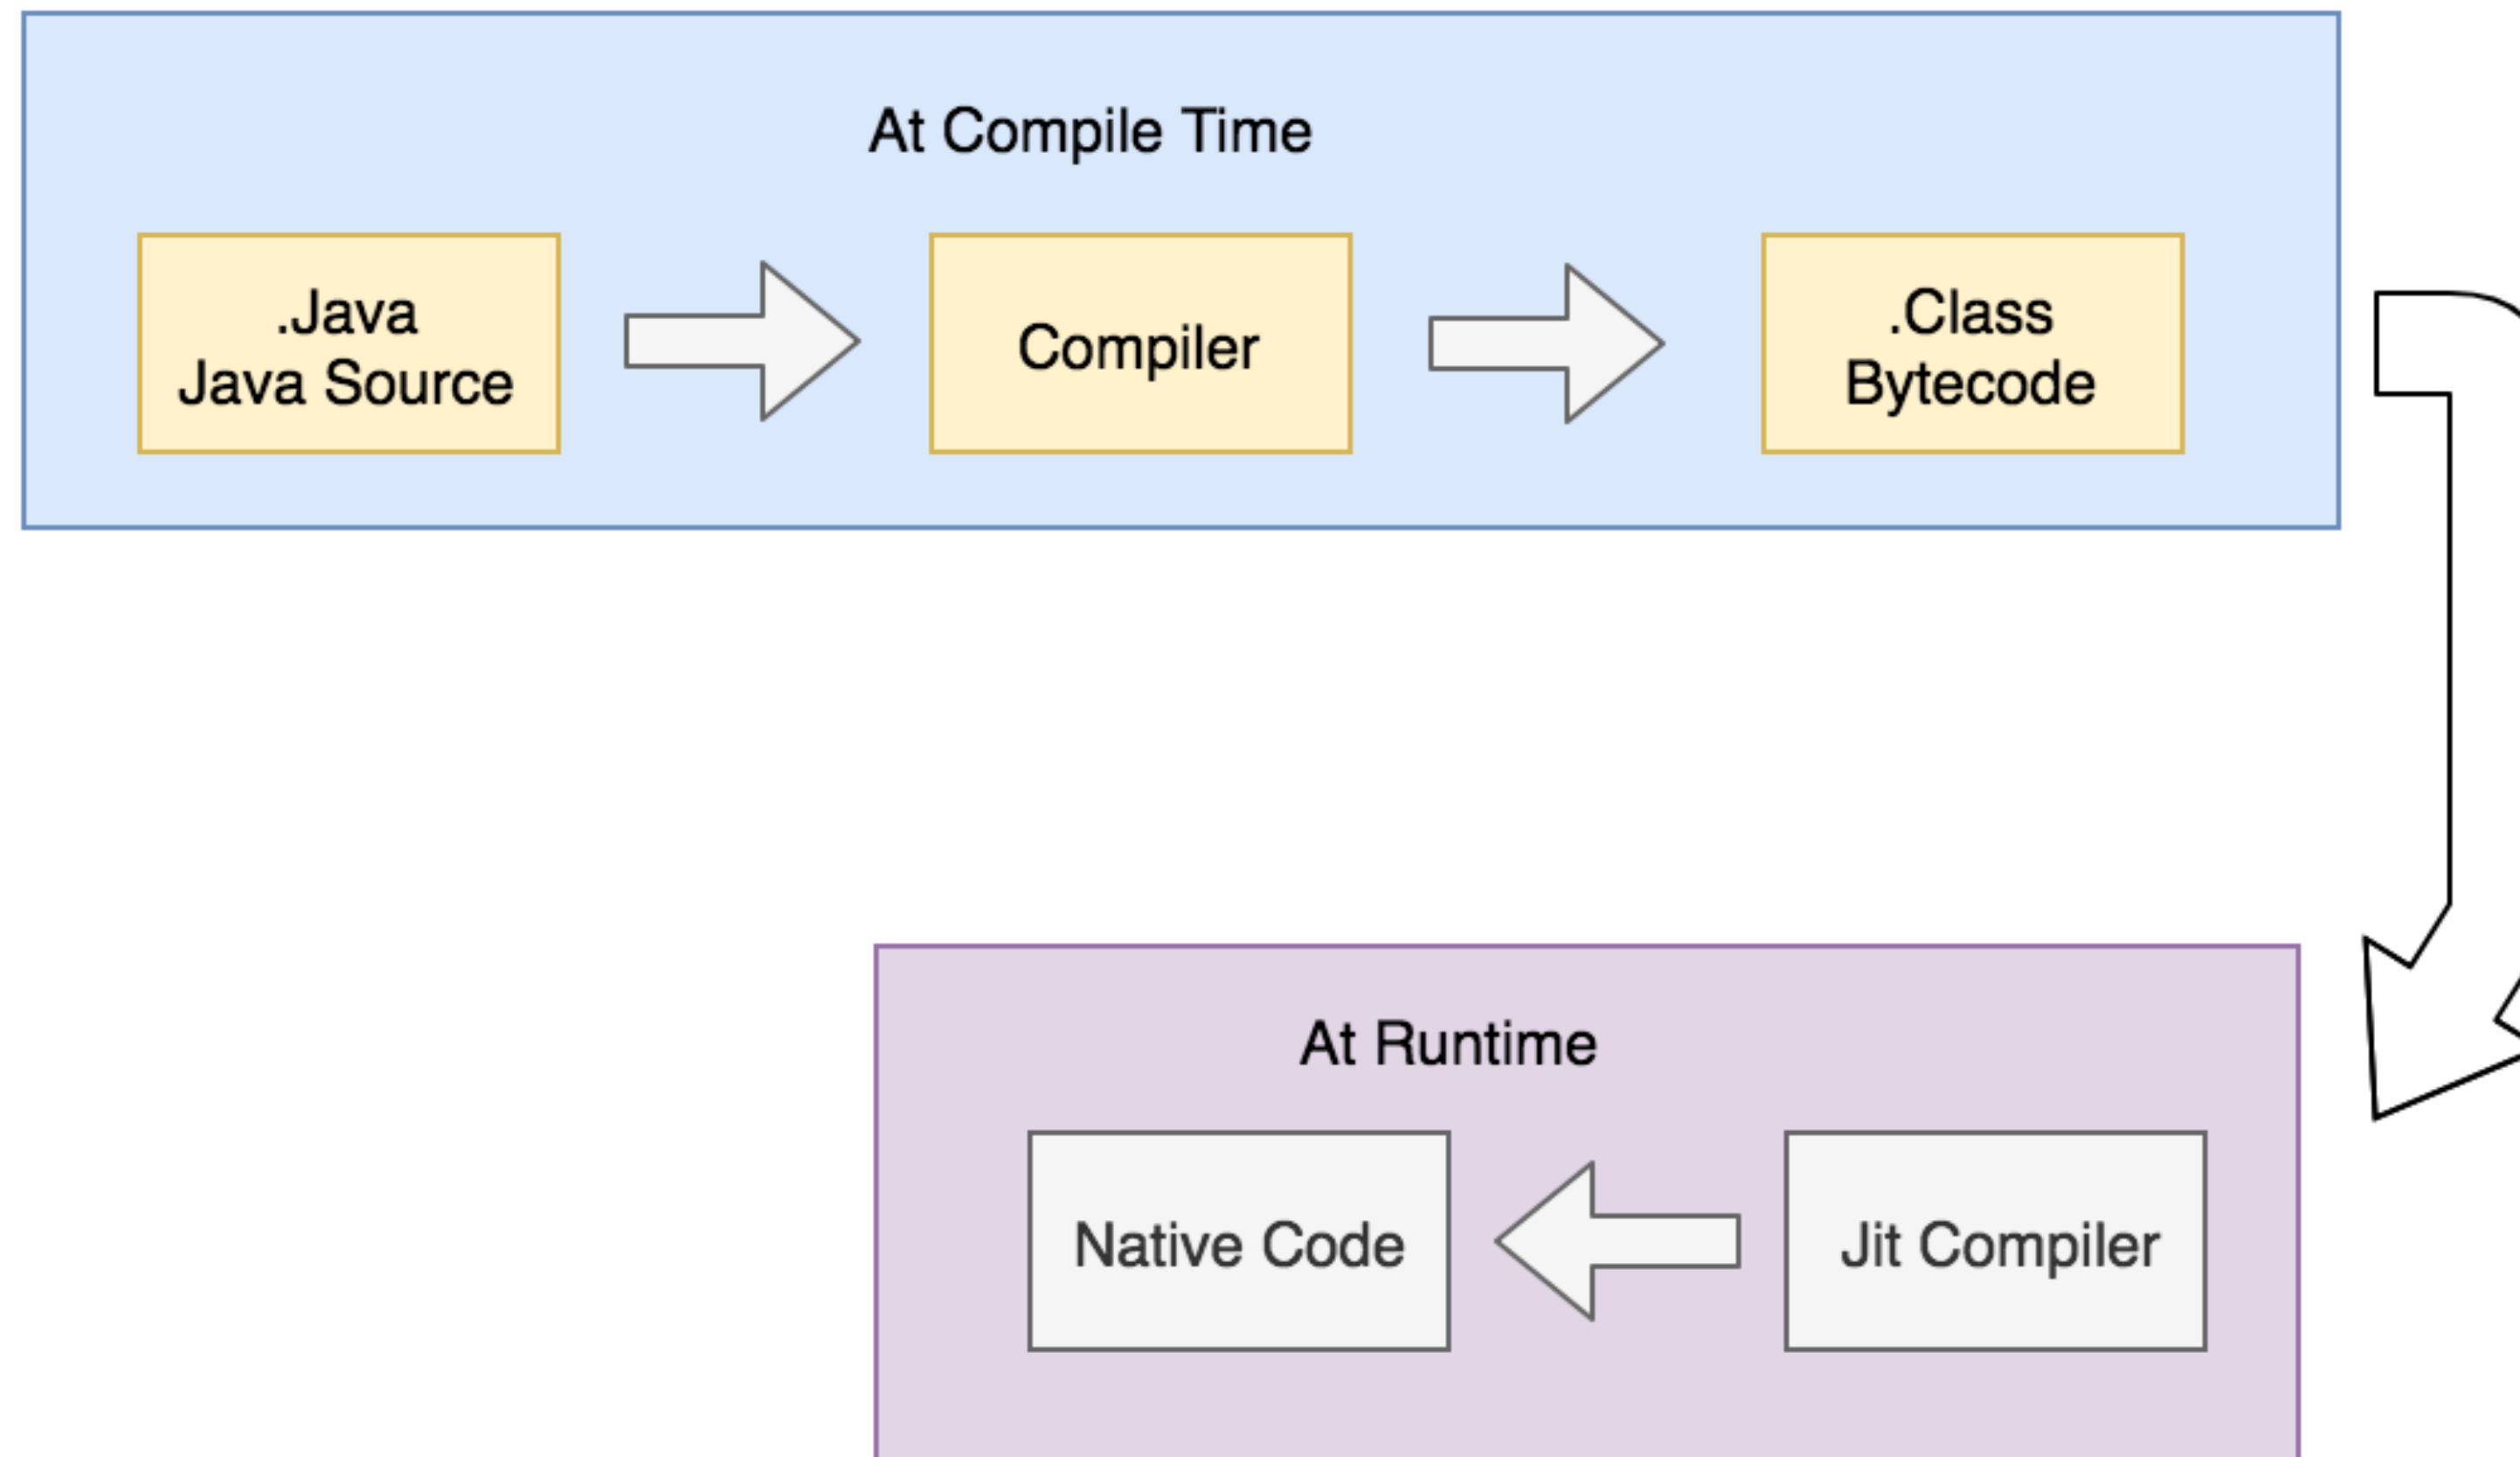 At Compile Time
.Java
Java Source
Compiler
.Class
Bytecode
At Runtime
Native Code
Jit Compiler